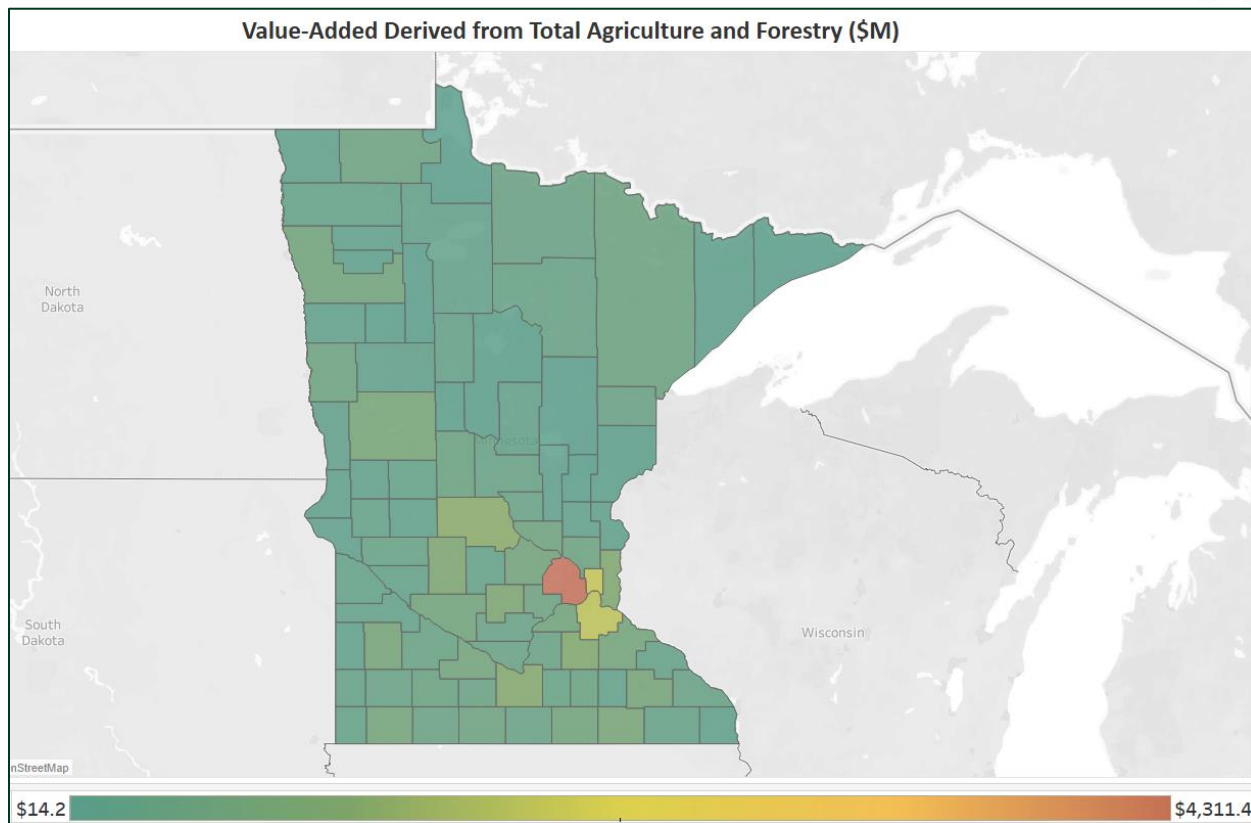 Value-Added Derived from Total Agriculture and Forestry ($M)
North
Dakota
South
Dakota
Wisconsin
nStreetMap
$14.2
$4,311.4